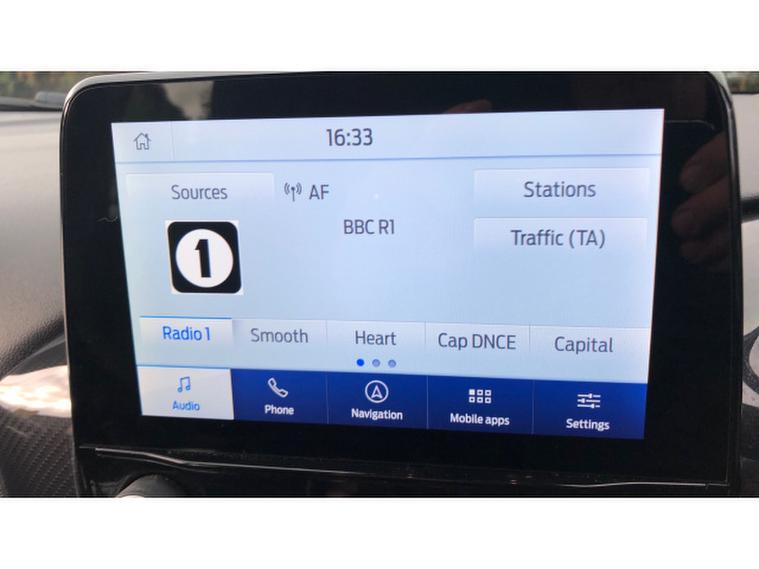 16:33
Sources AF Stations
BBC R1
1
Traffic (TA)
Radio 1 Smooth Heart Cap DNCE Capital
Audio Phone Navigation Mobile apps Settings